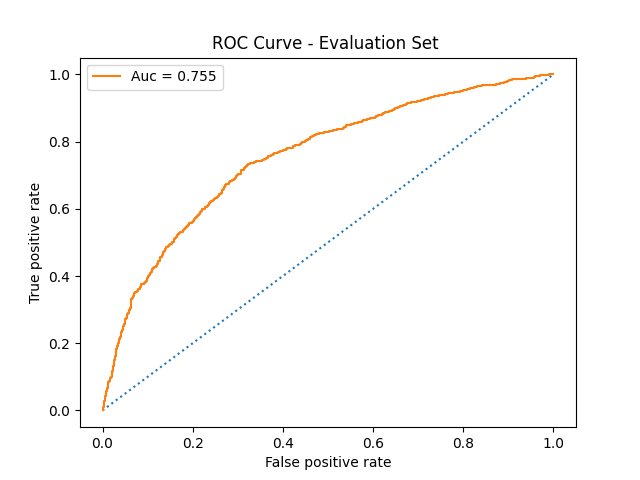 ROC Curve - Evaluation Set
Auc = 0.755
True positive rate
1.0
0.8
0.6
0.4
0.2
0.0
0.0 0.2 0.4 0.6 0.8 1.0
False positive rate